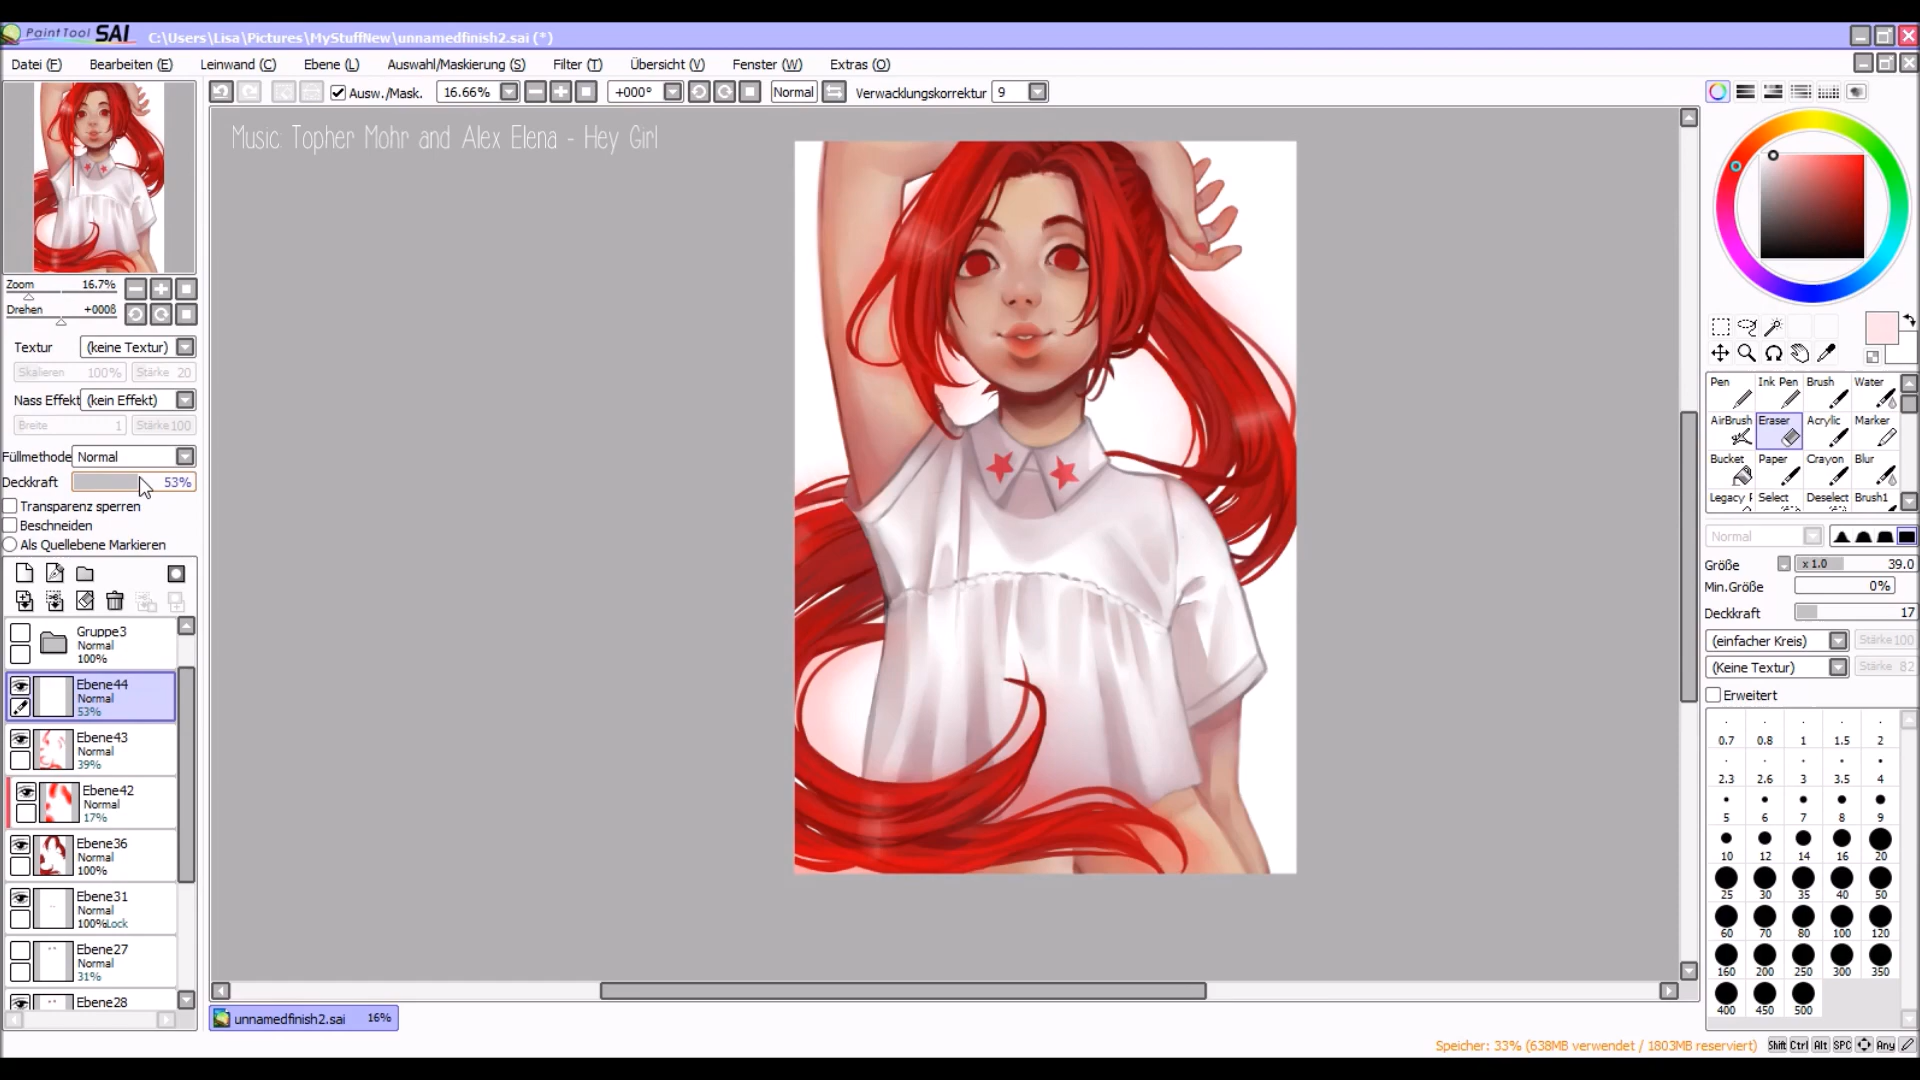 PaintTool SAI C:\Users\Lisa\Pictures\MyStuffNew\unnamedfinish2.sai (*)
Datei (F) Bearbeiten (E) Leinwand (C) Ebene (L) Auswahl/Maskierung (S) Filter (T) Übersicht (V) Fenster (W) Extras (O)
Ausw./Mask. 16.66% +000° Normal Verwacklungskorrektur 9
Music: Topher Mohr and Alex Elena - Hey Girl
Zoom 16.7%
Drehen +000ß
Textur (keine Textur)
Skalieren 100% Stärke 20
Nass Effekt (kein Effekt)
Breite 1 Stärke 100
Füllmethode Normal
Deckkraft 53%
Transparenz sperren
Beschneiden
Als Quellebene Markieren
Gruppe3
Normal
100%
Ebene44
Normal
53%
Ebene43
Normal
39%
Ebene42
Normal
17%
Ebene36
Normal
100%
Ebene31
Normal
100%Lock
Ebene27
Normal
31%
Ebene28
unnamedfinish2.sai 16%
Pen Ink Pen Brush Water
AirBrush Eraser Acrylic Marker
Bucket Paper Crayon Blur
Legacy Select Deselect Brush1
Normal
Größe x 1.0 39.0
Min.Größe 0%
Deckkraft 17
(einfacher Kreis) Stärke 100
(Keine Textur) Stärke 82
Erweitert
0.7 0.8 1 1.5 2
2.3 2.6 3 3.5 4
5 6 7 8 9
10 12 14 16 20
25 30 35 40 50
60 70 80 100 120
160 200 250 300 350
400 450 500
Speicher: 33% (638MB verwendet / 1803MB reserviert) Shift Ctrl Alt SPC Any